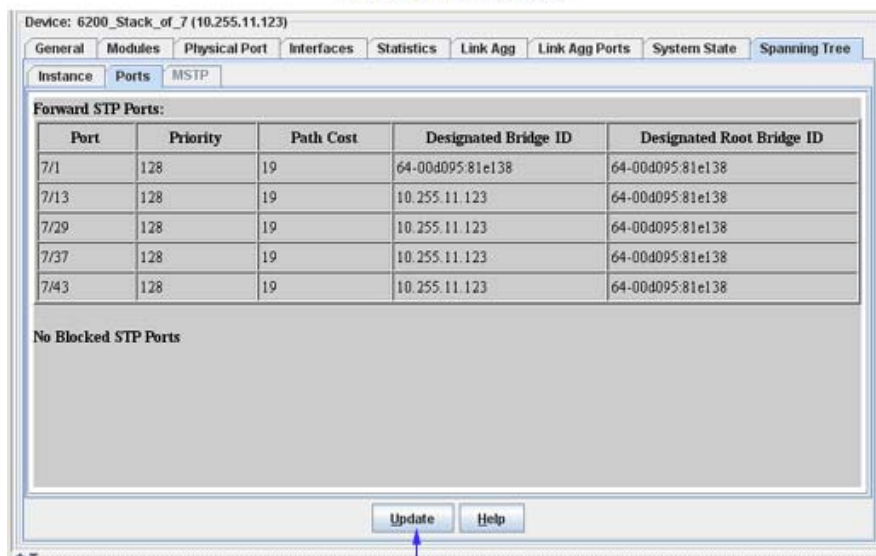 Device: 6200_Stack_of_7 (10.255.11.123)
General Modules Physical Port Interfaces Statistics Link Agg Link Agg Ports System State Spanning Tree
Instance Ports MSTP
Forward STP Ports:
Port Priority Path Cost Designated Bridge ID Designated Root Bridge ID
7/1 128 19 64-00d095:81e138 64-00d095:81e138
7/13 128 19 10.255.11.123 64-00d095:81e138
7/29 128 19 10.255.11.123 64-00d095:81e138
7/37 128 19 10.255.11.123 64-00d095:81e138
7/43 128 19 10.255.11.123 64-00d095:81e138
No Blocked STP Ports
Update Help